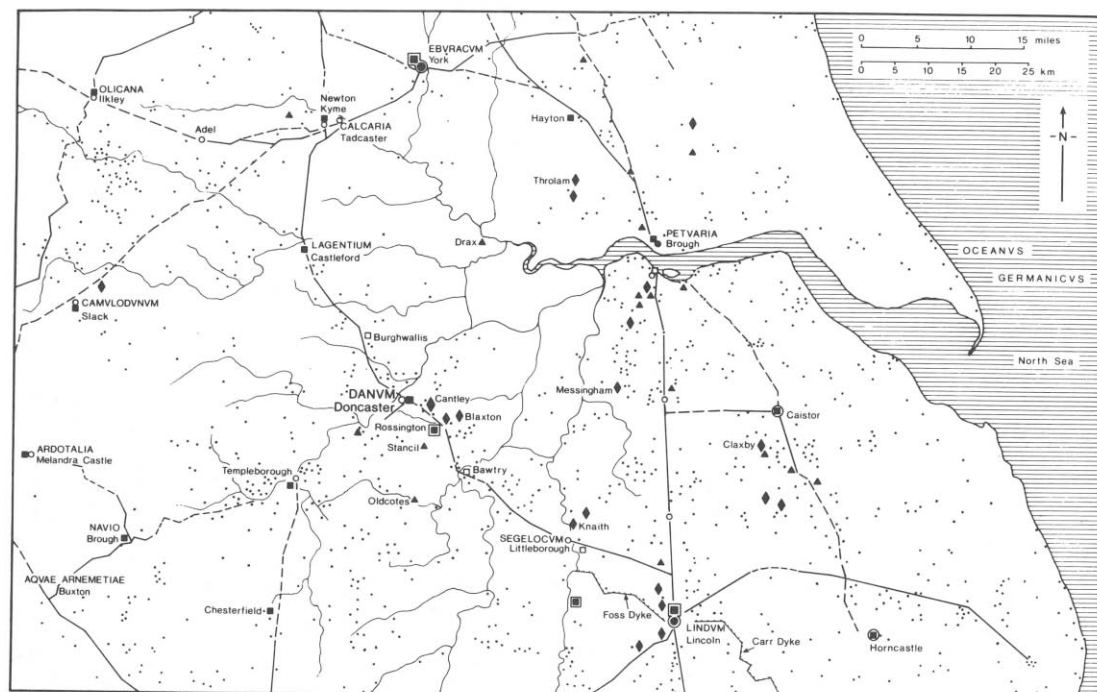 0 5 10 15 miles
0 5 10 15 20 25 km
-N-
EBVRACVM
York
OLICANA
Ilkley
Newton
Kyme
Adel
CALCARIA
Tadcaster
Hayton
Throlam
Drax
PETVARIA
Brough
LAGENTIUM
Castleford
OCEANVS
GERMANICVS
CAMVLODVNVM
Slack
Burghwallis
North Sea
DANVM
Doncaster
Cantley
Messingham
Blaxton
Caistor
Rossington
Stancil
Claxby
ARDOTALIA
Melandra Castle
Templeborough
Bawtry
Oldcotes
Knaith
NAVIO
Brough
SEGELOCVM
Littleborough
AQVAE ARNEMETIAE
Buxton
Chesterfield
Foss Dyke
LINDVM
Lincoln
Carr Dyke
Horncastle